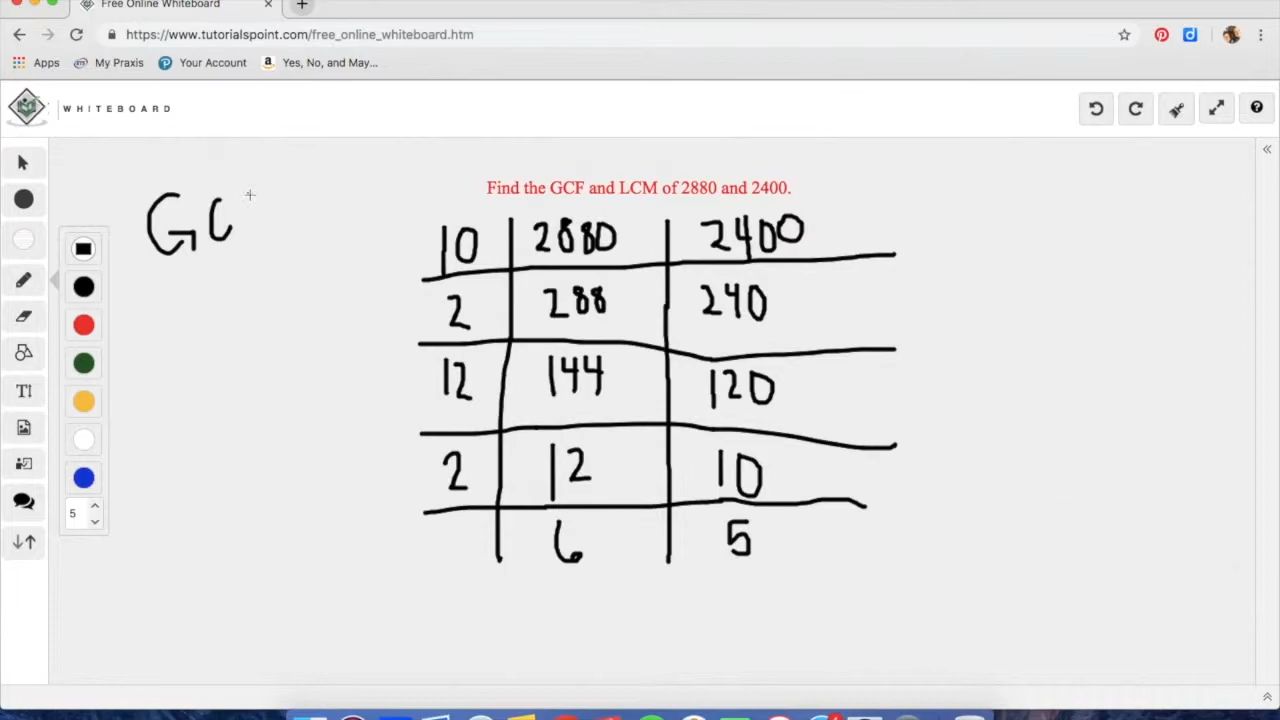 Free Online Whiteboard
https://www.tutorialspoint.com/free_online_whiteboard.htm
Apps My Praxis Your Account Yes, No, and May...
WHITEBOARD
Find the GCF and LCM of 2880 and 2400.
GC
10 2880 2400
2 288 240
12 144 120
2 12 10
6 5
5